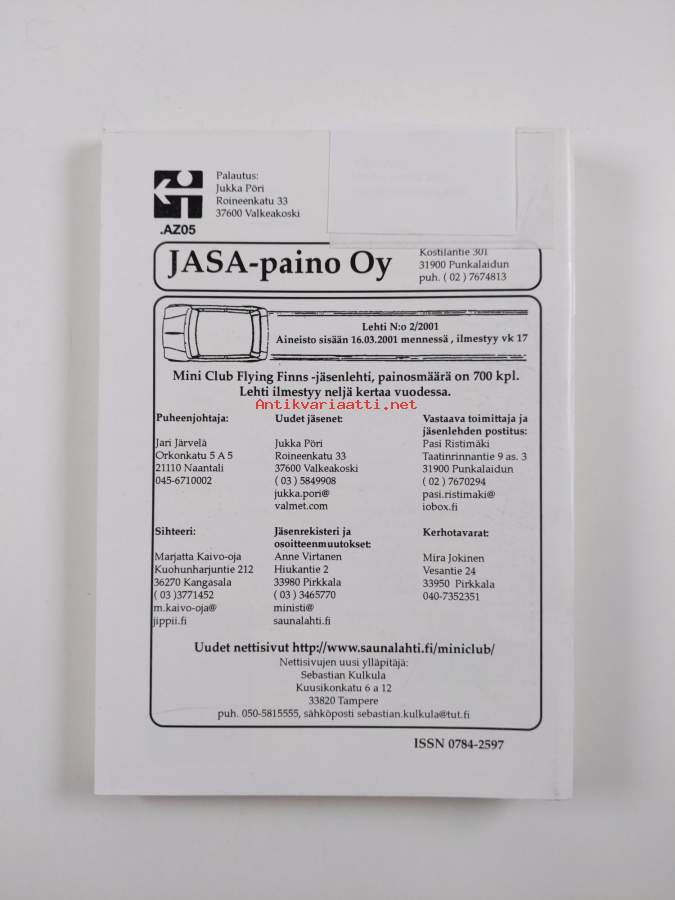 Palautus:
Jukka Pöri
Roineenkatu 33
37600 Valkeakoski
.AZ05
JASA-paino Oy
Kostilantie 301
31900 Punkalaidun
puh. ( 02 ) 7674813
Lehti N:o 2/2001
Aineisto sisään 16.03.2001 mennessä , ilmestyy vk 17
Mini Club Flying Finns -jäsenlehti, painosmäärä on 700 kpl.
Lehti ilmestyy neljä kertaa vuodessa.
Antikvariaatti.net
Puheenjohtaja:
Jari Järvelä
Orkonkatu 5 A 5
21110 Naantali
045-6710002
Uudet jäsenet:
Jukka Pöri
Roineenkatu 33
37600 Valkeakoski
( 03 ) 5849908
jukka.pori@
valmet.com
Vastaava toimittaja ja
jäsenlehden postitus:
Pasi Ristimäki
Taatinrinnantie 9 as. 3
31900 Punkalaidun
( 02 ) 7670294
pasi.ristimaki@
iobox.fi
Sihteeri:
Marjatta Kaivo-oja
Kuohunharjuntie 212
36270 Kangasala
( 03 )3771452
m.kaivo-oja@
jippii.fi
Jäsenrekisteri ja
osoitteenmuutokset:
Anne Virtanen
Hiukantie 2
33980 Pirkkala
( 03 ) 3465770
ministi@
saunalahti.fi
Kerhotavarat:
Mira Jokinen
Vesantie 24
33950 Pirkkala
040-7352351
Uudet nettisivut http://www.saunalahti.fi/miniclub/
Nettisivujen uusi ylläpitäjä:
Sebastian Kulkula
Kuusikonkatu 6 a 12
33820 Tampere
puh. 050-5815555, sähköposti sebastian.kulkula@tut.fi
ISSN 0784-2597